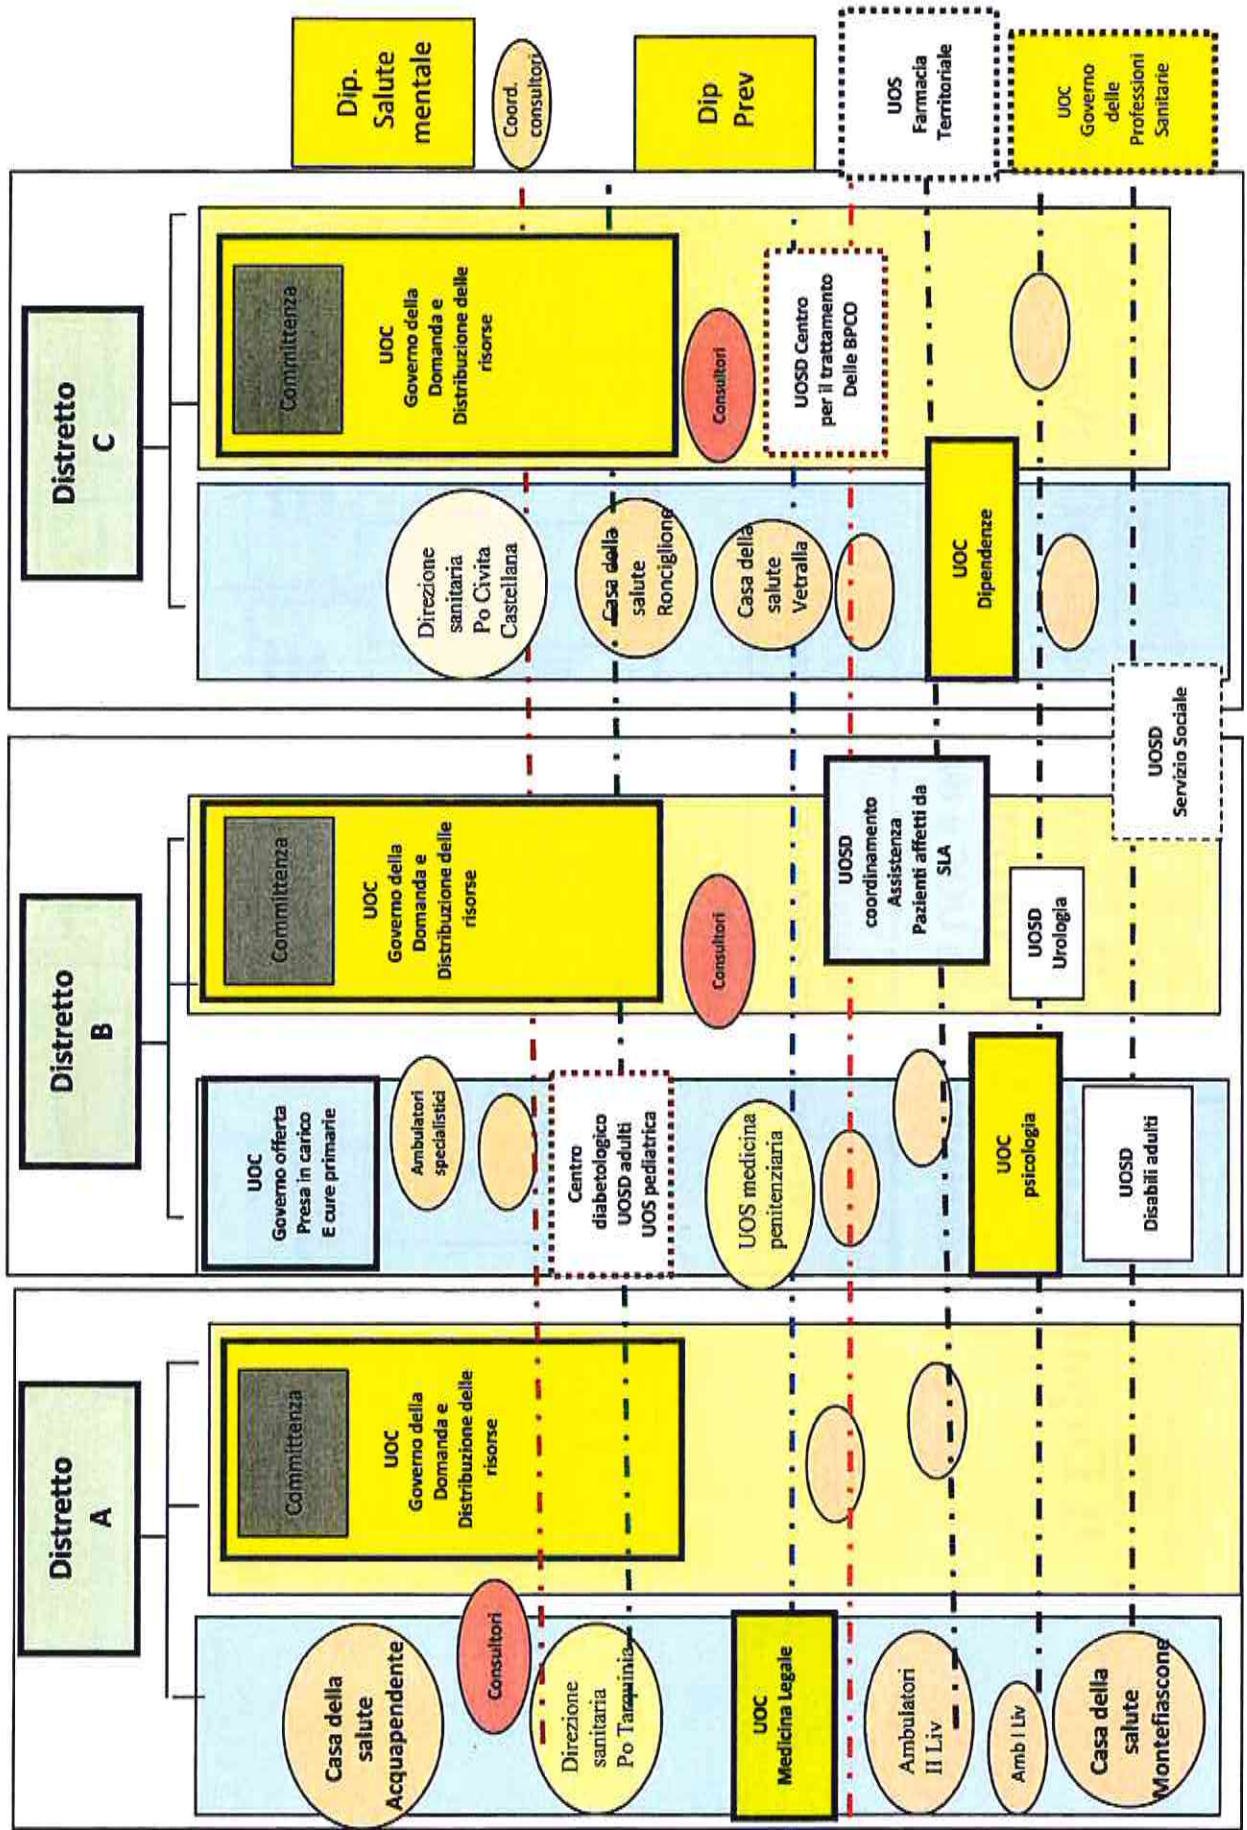 Distretto
A
Casa della
salute
Acquapendente
Consultori
Direzione
sanitaria
Po Tarquinia
UOC
Medicina Legale
Ambulatori
II Liv
Amb I Liv
Casa della
salute
Montefiascone
Committenza
UOC
Governo della
Domanda e
Distribuzione delle
risorse
Distretto
B
UOC
Governo offerta
Presa in carico
E cure primarie
Ambulatori
specialistici
Centro
diabetologico
UOSD adulti
UOS pediatrica
UOS medicina
penitenziaria
UOC
psicologia
UOSD
Disabili adulti
Committenza
UOC
Governo della
Domanda e
Distribuzione delle
risorse
Consultori
UOSD
coordinamento
Assistenza
Pazienti affetti da
SLA
UOSD
Urologia
UOSD
Servizio Sociale
Distretto
C
Direzione
sanitaria
Po Civita
Castellana
Casa della
salute
Ronciglione
Casa della
salute
Vetralla
UOC
Dipendenze
Committenza
UOC
Governo della
Domanda e
Distribuzione delle
risorse
Consultori
UOSD Centro
per il trattamento
Delle BPCO
Dip.
Salute
mentale
Coord.
consultori
Dip
Prev
UOS
Farmacia
Territoriale
UOC
Governo
delle
Professioni
Sanitarie